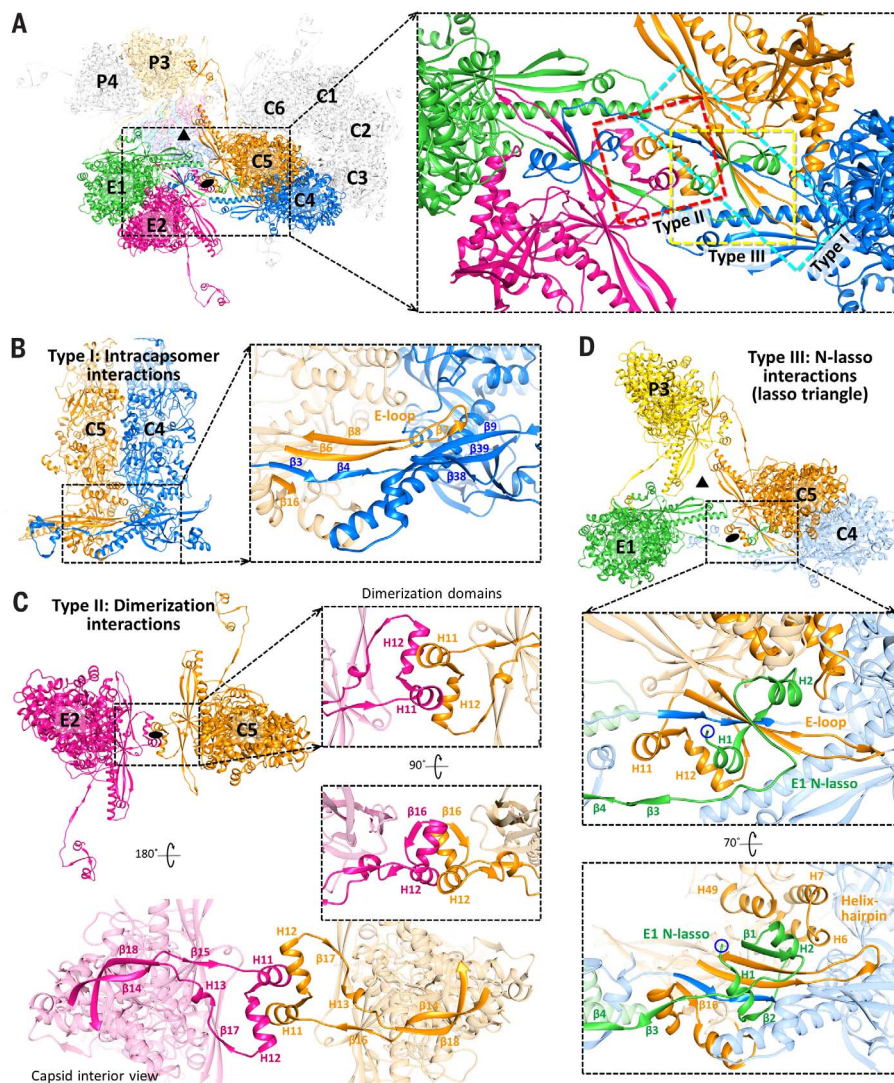 A
P4
P3
C6
C1
C2
C3
C5
C4
E1
E2
Type II
Type III
Type I
B
Type I: Intracapsomer
interactions
C5
C4
E-loop
β8
β6
β9
β3
β4
β39
β38
β16
C
Type II: Dimerization
interactions
E2
C5
Dimerization domains
H12
H11
H11
H12
90°
β16
β16
H12
H12
180°
β18
β15
H11
H12
β17
β14
H13
H13
β14
β17
H11
β15
β18
H12
Capsid interior view
D
Type III: N-lasso
interactions
(lasso triangle)
P3
C5
E1
C4
H2
E-loop
H1
H11
H12
E1 N-lasso
β4
β3
70°
H49
H7
Helix-
hairpin
E1 N-lasso
β1
H2
H6
H1
β4
β16
β3
β2